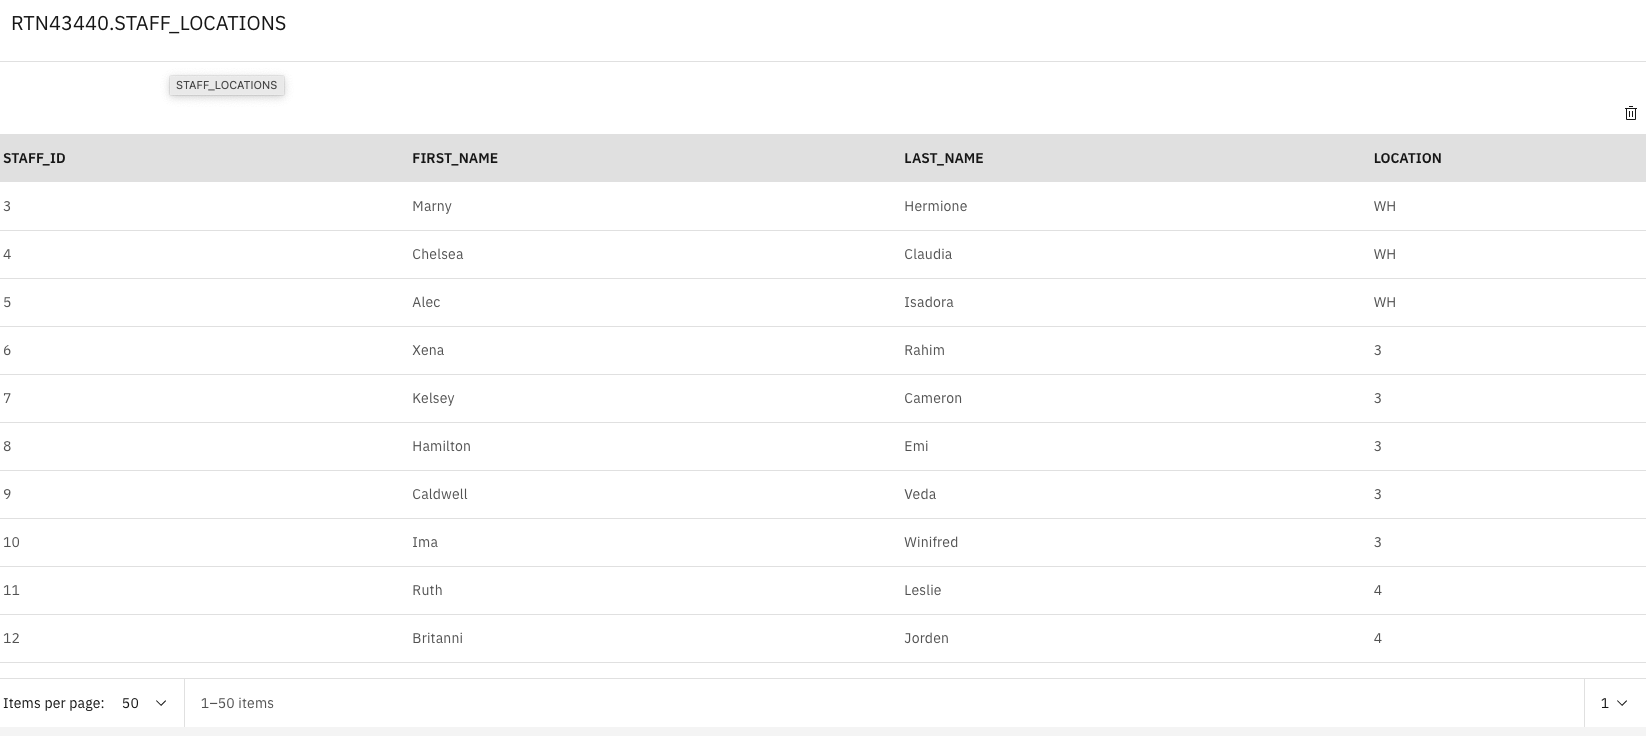 RTN43440.STAFF_LOCATIONS
STAFF_LOCATIONS
STAFF_ID FIRST_NAME LAST_NAME LOCATION
3 Marny Hermione WH
4 Chelsea Claudia WH
5 Alec Isadora WH
6 Xena Rahim 3
7 Kelsey Cameron 3
8 Hamilton Emi 3
9 Caldwell Veda 3
10 Ima Winifred 3
11 Ruth Leslie 4
12 Britanni Jorden 4
Items per page: 50 1–50 items 1